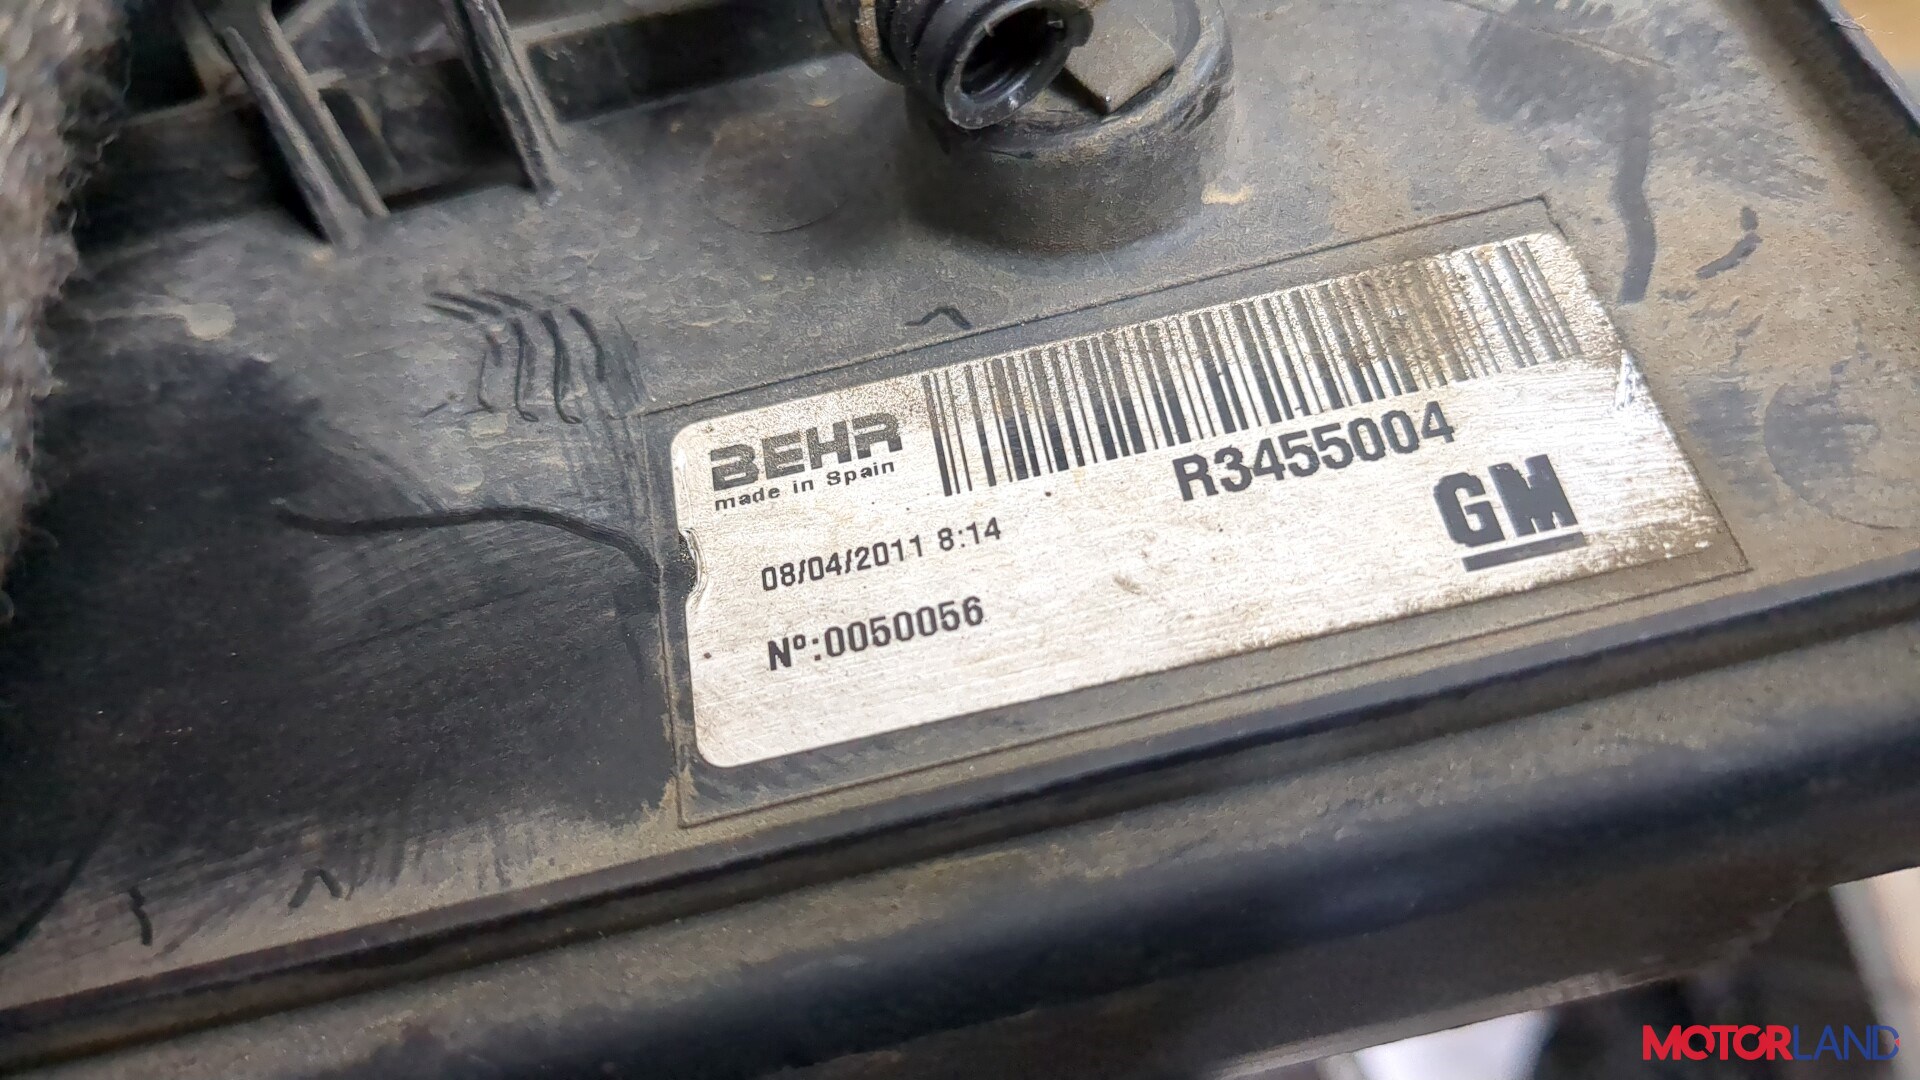 BEHR
made in Spain
R3455004
GM
08/04/2011 8:14
Nº:0050056
MOTORLAND